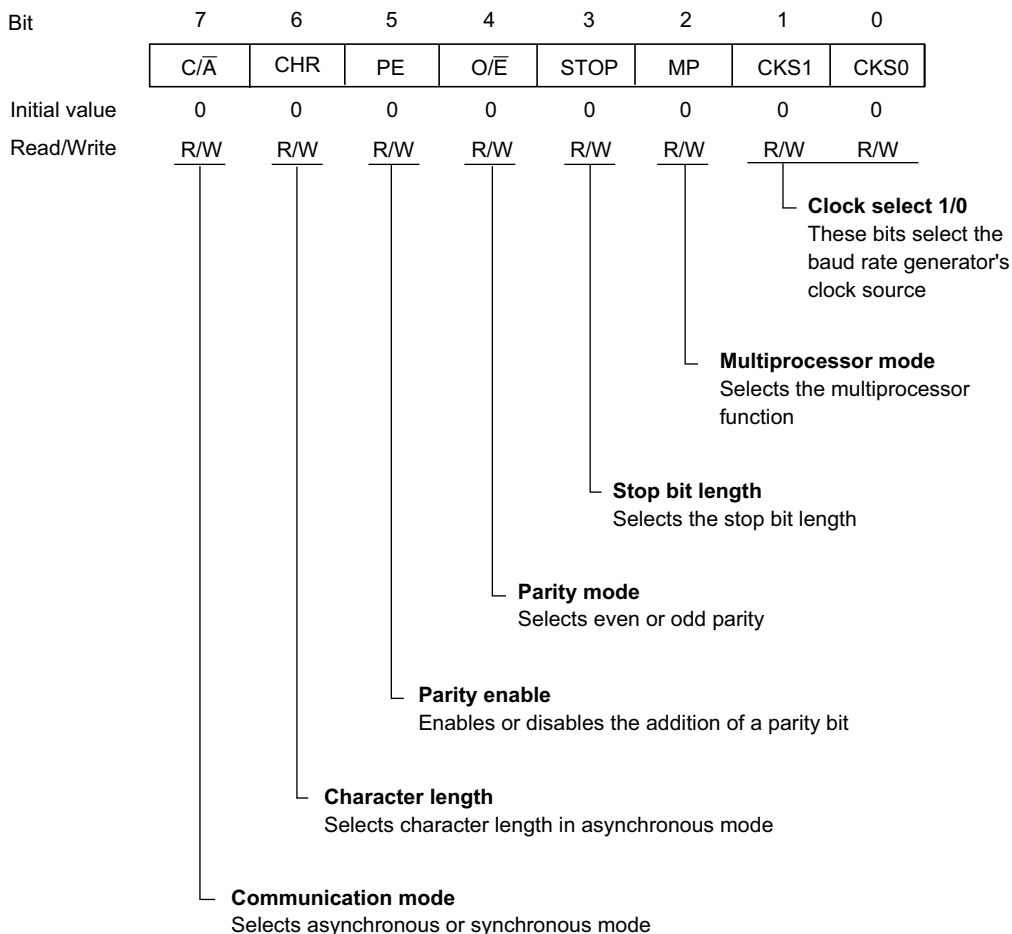 Bit 7 6 5 4 3 2 1 0
C/A̅ CHR PE O/E̅ STOP MP CKS1 CKS0
Initial value 0 0 0 0 0 0 0 0
Read/Write R/W R/W R/W R/W R/W R/W R/W R/W
Clock select 1/0
These bits select the
baud rate generator's
clock source
Multiprocessor mode
Selects the multiprocessor
function
Stop bit length
Selects the stop bit length
Parity mode
Selects even or odd parity
Parity enable
Enables or disables the addition of a parity bit
Character length
Selects character length in asynchronous mode
Communication mode
Selects asynchronous or synchronous mode